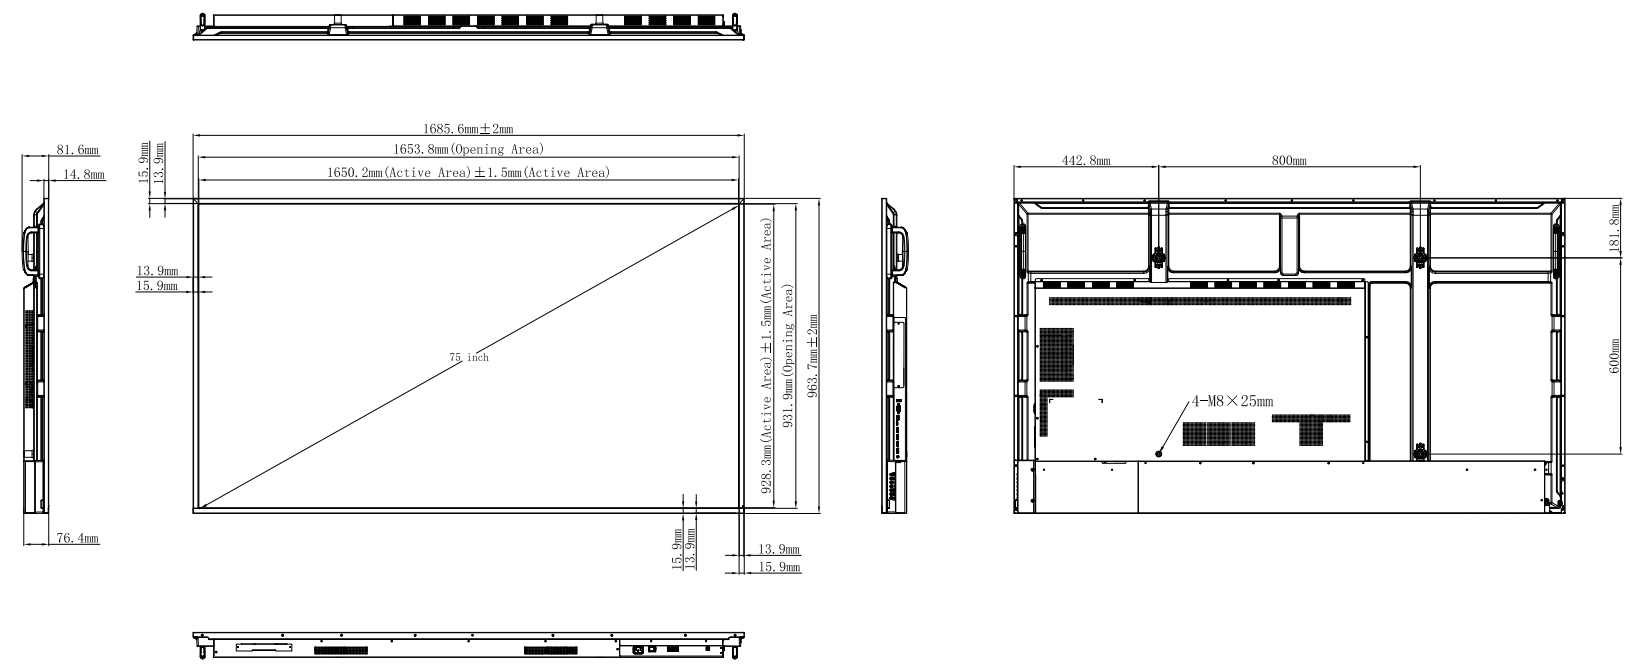 1685.6mm±2mm
1653.8mm(Opening Area)
1650.2mm(Active Area)±1.5mm(Active Area)
81.6mm
14.8mm
15.9mm
13.9mm
13.9mm
15.9mm
75 inch
928.3mm(Active Area)±1.5mm(Active Area)
931.9mm(Opening Area)
963.7mm±2mm
76.4mm
15.9mm
13.9mm
13.9mm
15.9mm
442.8mm
800mm
181.8mm
600mm
4-M8×25mm